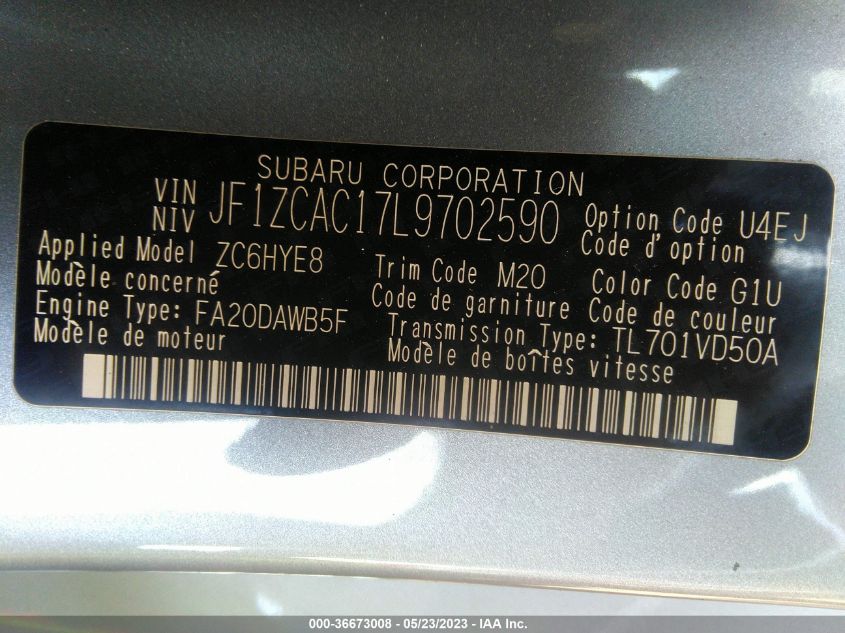 SUBARU CORPORATION
VIN JF1ZCAC17L9702590
NIV
Option Code U4EJ
Code d'option
Applied Model ZC6HYE8
Modèle concerné
Trim Code M20
Code de garniture
Color Code G1U
Code de couleur
Engine Type: FA20DAWB5F
Modèle de moteur
Transmission Type: TL701VD50A
Modèle de boîtes vitesse
000-36673008 - 05/23/2023 - IAA Inc.